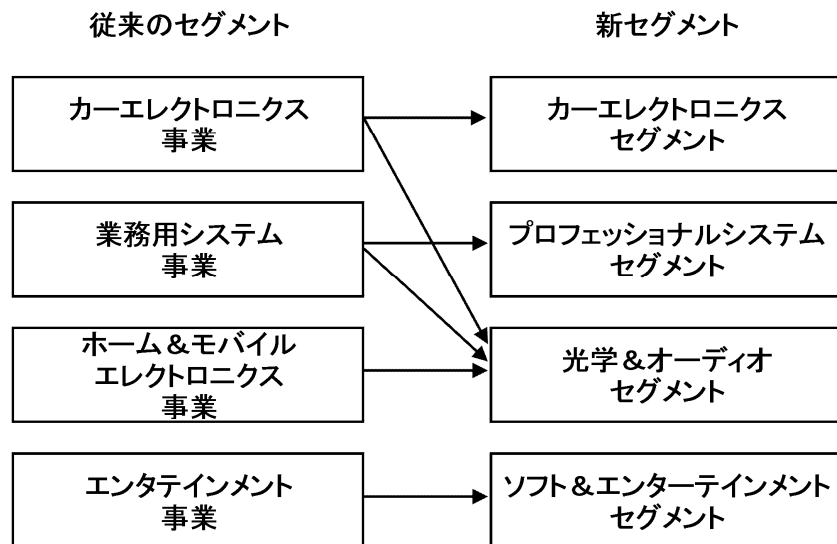 従来のセグメント
新セグメント
カーエレクトロニクス
事業
カーエレクトロニクス
セグメント
業務用システム
事業
プロフェッショナルシステム
セグメント
ホーム&モバイル
エレクトロニクス
事業
光学&オーディオ
セグメント
エンタテインメント
事業
ソフト&エンターテインメント
セグメント